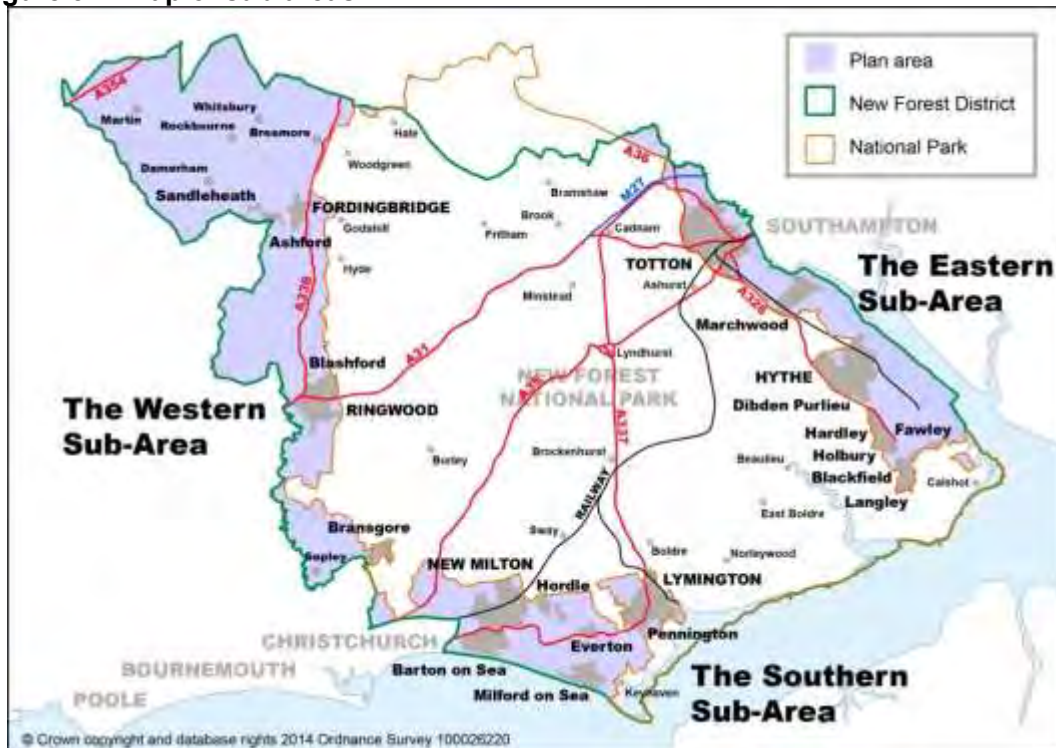 Plan area
New Forest District
National Park
A354
Martin
Whitsbury
Rockbourne
Breamore
Damerham
Sandleheath
Hale
Woodgreen
FORDINGBRIDGE
Godshill
Ashford
Hyde
A338
Bramshaw
Brook
Fritham
Cadnam
M27
A36
SOUTHAMPTON
TOTTON
Ashurst
Minstead
The Eastern
Sub-Area
A326
Marchwood
A31
Blashford
RINGWOOD
Lyndhurst
NEW FOREST
NATIONAL PARK
A35
A337
HYTHE
Dibden Purlieu
Hardley
Fawley
Holbury
Blackfield
Langley
Calshot
The Western
Sub-Area
Burley
Brockenhurst
Beaulieu
East Boldre
RAILWAY
Bransgore
Sopley
Sway
Boldre
Norleywood
NEW MILTON
Hordle
LYMINGTON
Pennington
Everton
CHRISTCHURCH
BOURNEMOUTH
POOLE
Barton on Sea
Milford on Sea
Keyhaven
The Southern
Sub-Area
© Crown copyright and database rights 2014 Ordnance Survey 100026220